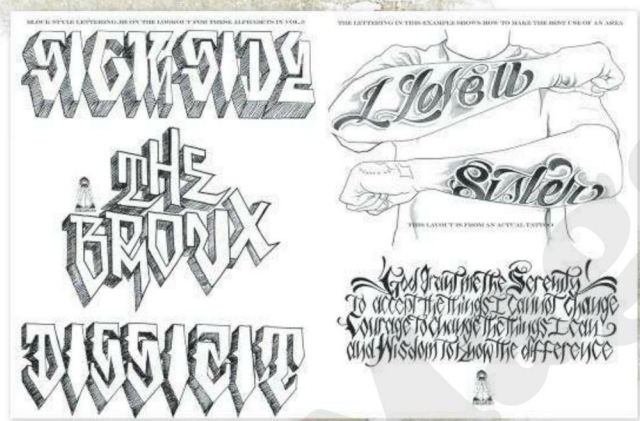 BLOCK STYLE LETTERING. BE ON THE LOOKOUT FOR THESE ALPHABETS IN VOL.2
SICKSIDE
THE
BRONX
DISSIZIT
THE LETTERING IN THIS EXAMPLE SHOWS HOW TO MAKE THE BEST USE OF AN AREA
I Love U
Sister
THIS LAYOUT IS FROM AN ACTUAL TATTOO
God Grant me the Serenity
To accept the things I cannot change
Courage to change the things I can
and Wisdom to know the difference